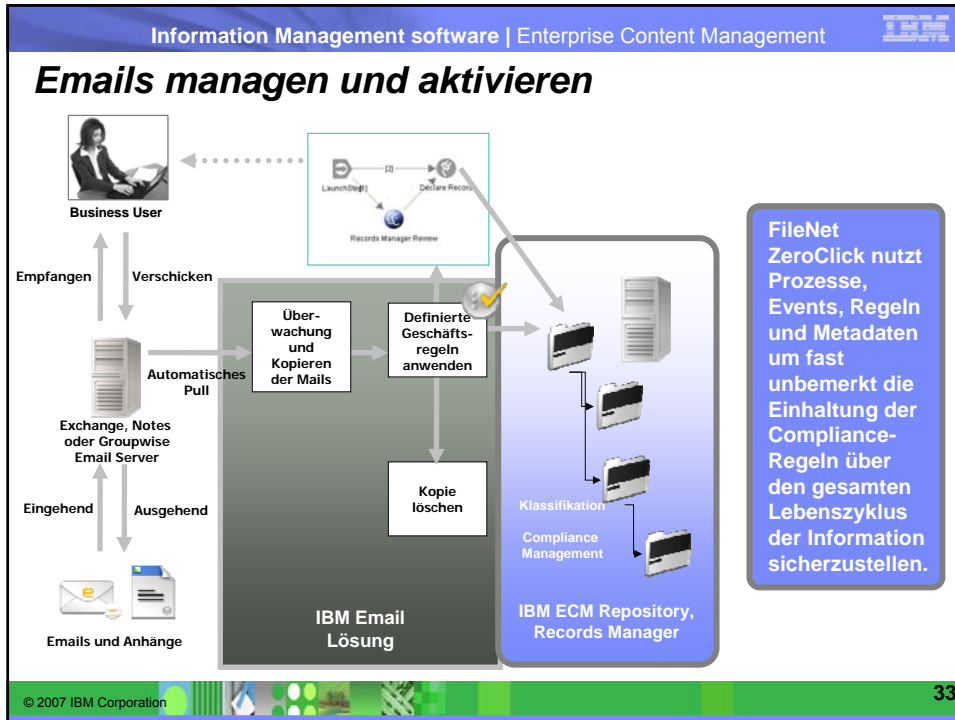 Information Management software | Enterprise Content Management
IBM
Emails managen und aktivieren
Business User
[2]
LaunchStep[1]
Declare Record
Records Manager Review
Empfangen
Verschicken
Über-
wachung
und
Kopieren
der Mails
Definierte
Geschäfts-
regeln
anwenden
Automatisches
Pull
Exchange, Notes
oder Groupwise
Email Server
Eingehend
Ausgehend
Kopie
löschen
Klassifikation
Compliance
Management
e
Emails und Anhänge
IBM Email
Lösung
IBM ECM Repository,
Records Manager
FileNet
ZeroClick nutzt
Prozesse,
Events, Regeln
und Metadaten
um fast
unbemerkt die
Einhaltung der
Compliance-
Regeln über
den gesamten
Lebenszyklus
der Information
sicherzustellen.
© 2007 IBM Corporation
33